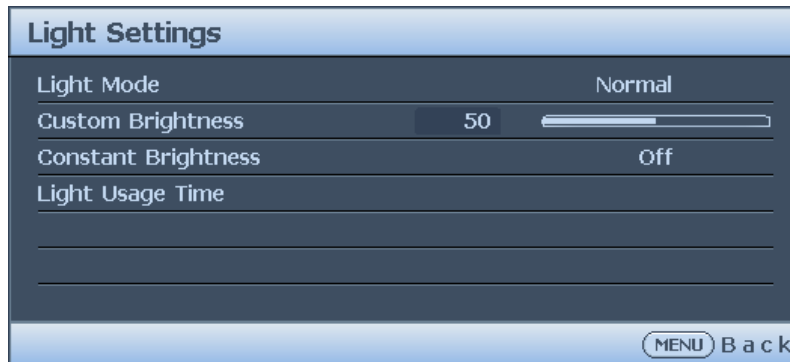 Light Settings
Light Mode Normal
Custom Brightness 50
Constant Brightness Off
Light Usage Time
MENU Back